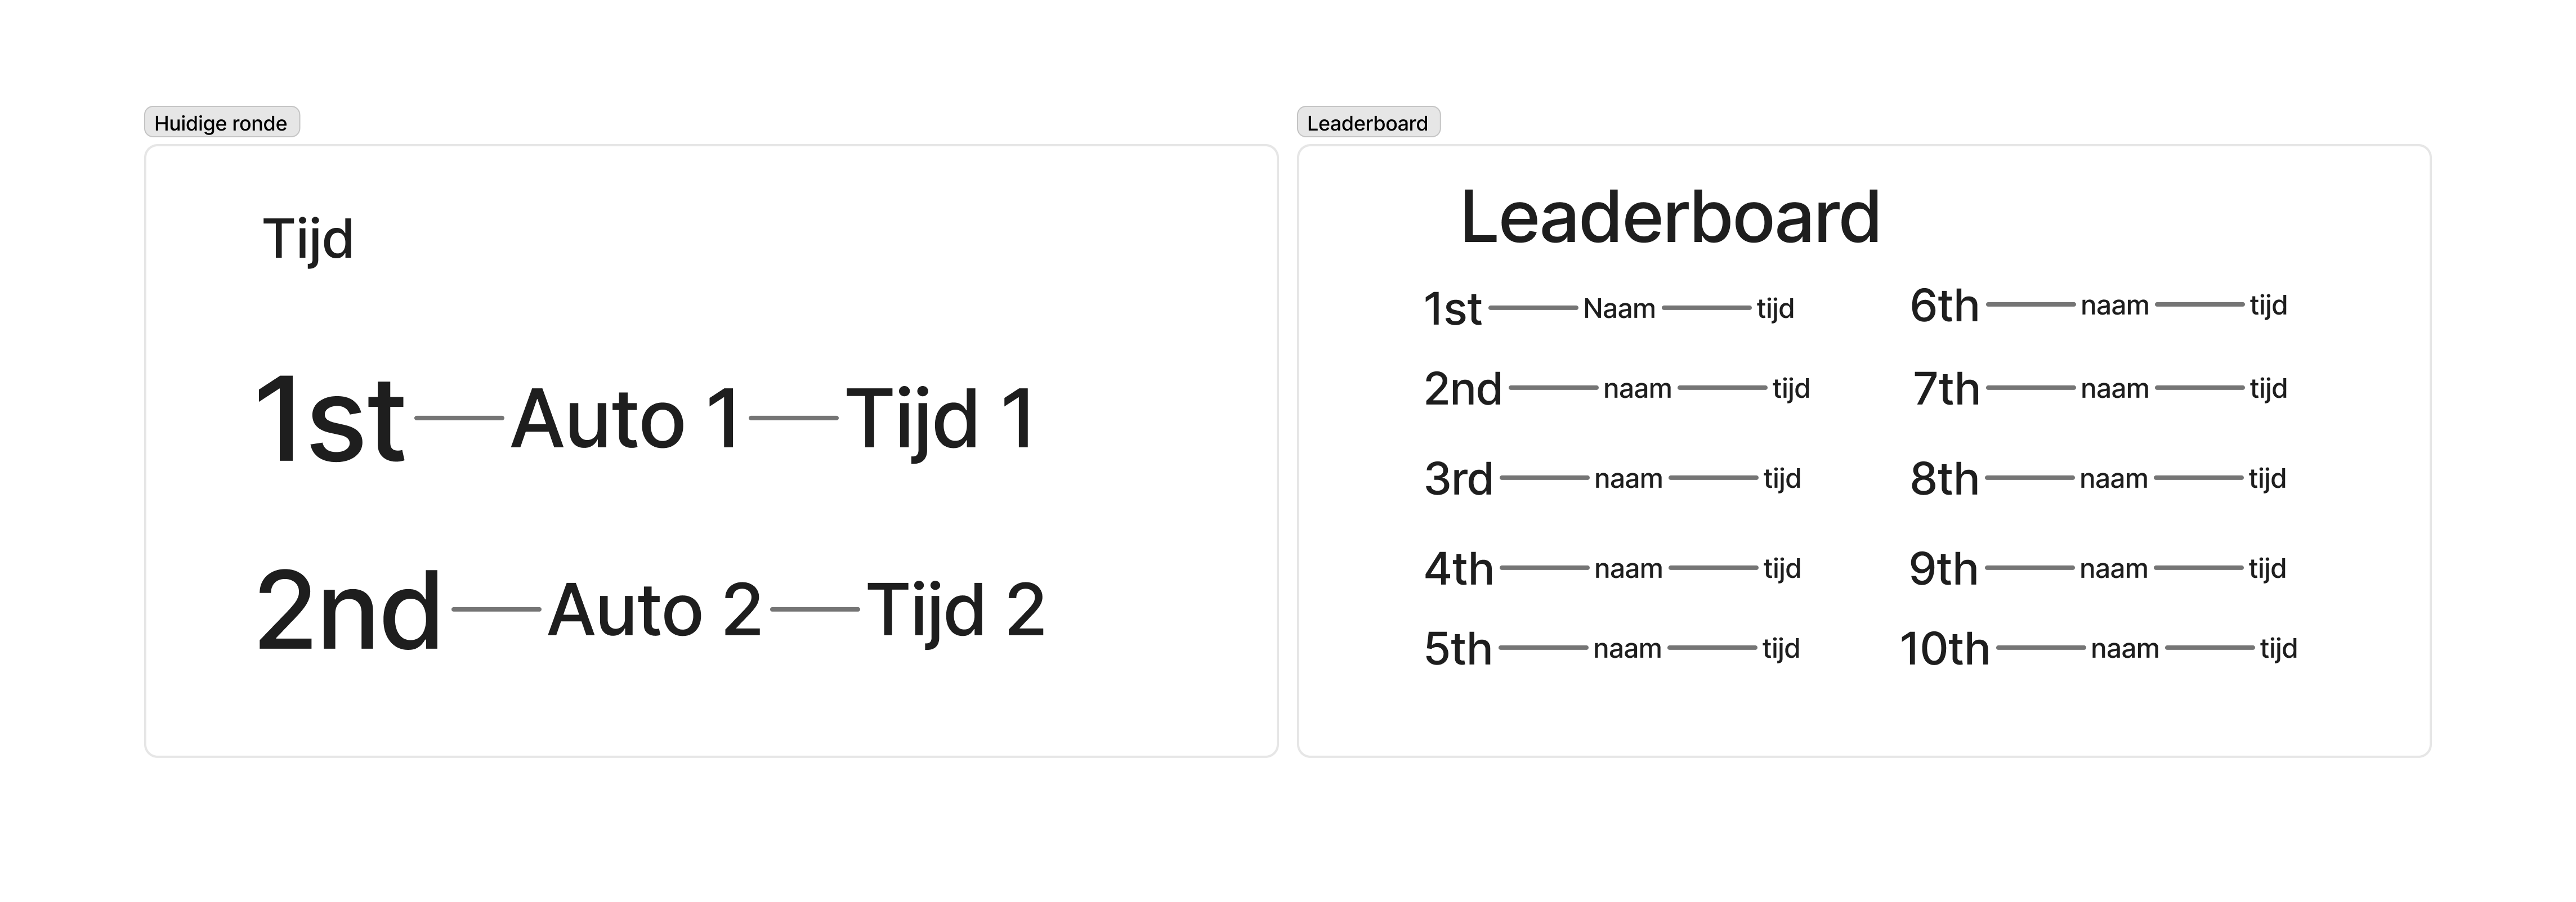 Huidige ronde
Tijd
1st Auto 1 Tijd 1
2nd Auto 2 Tijd 2
Leaderboard
Leaderboard
1st Naam tijd
2nd naam tijd
3rd naam tijd
4th naam tijd
5th naam tijd
6th naam tijd
7th naam tijd
8th naam tijd
9th naam tijd
10th naam tijd